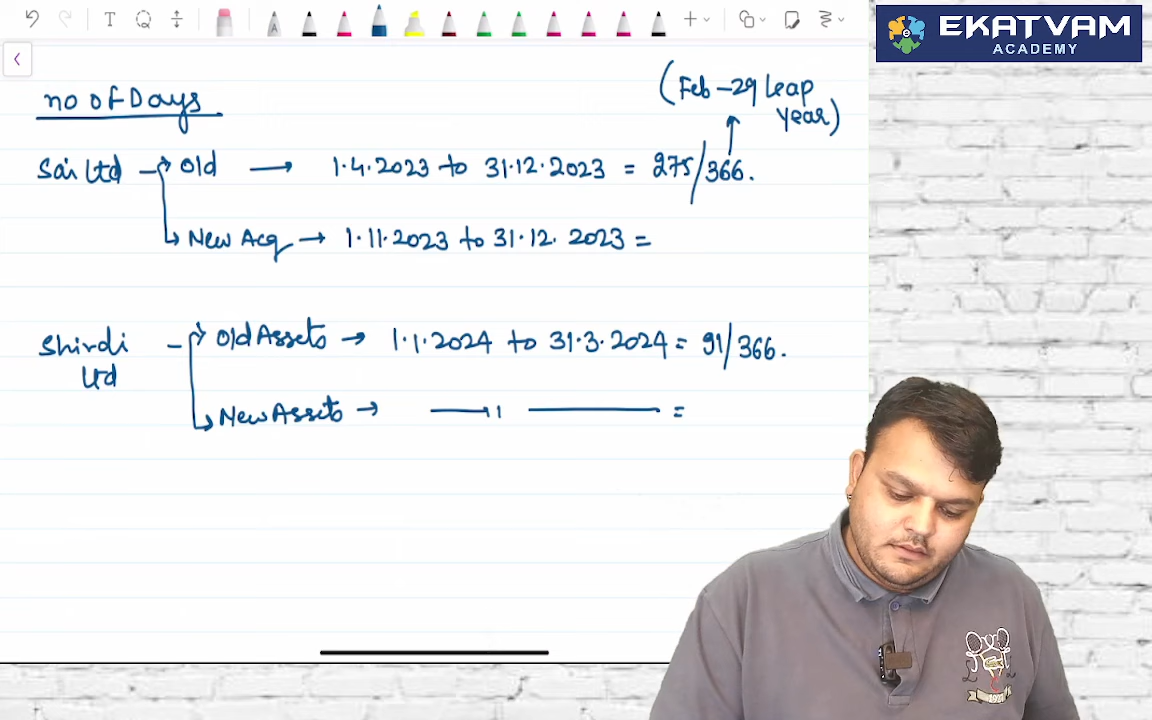 EKATVAM
ACADEMY
no of Days
(Feb-29 leap
year)
Sai Ltd → Old → 1.4.2023 to 31.12.2023 = 275/366.
↳ New Acq → 1.11.2023 to 31.12.2023 =
Shirdi
Ltd
→ Old Assets → 1.1.2024 to 31.3.2024 = 91/366.
↳ New Assets → —— 11 —— =